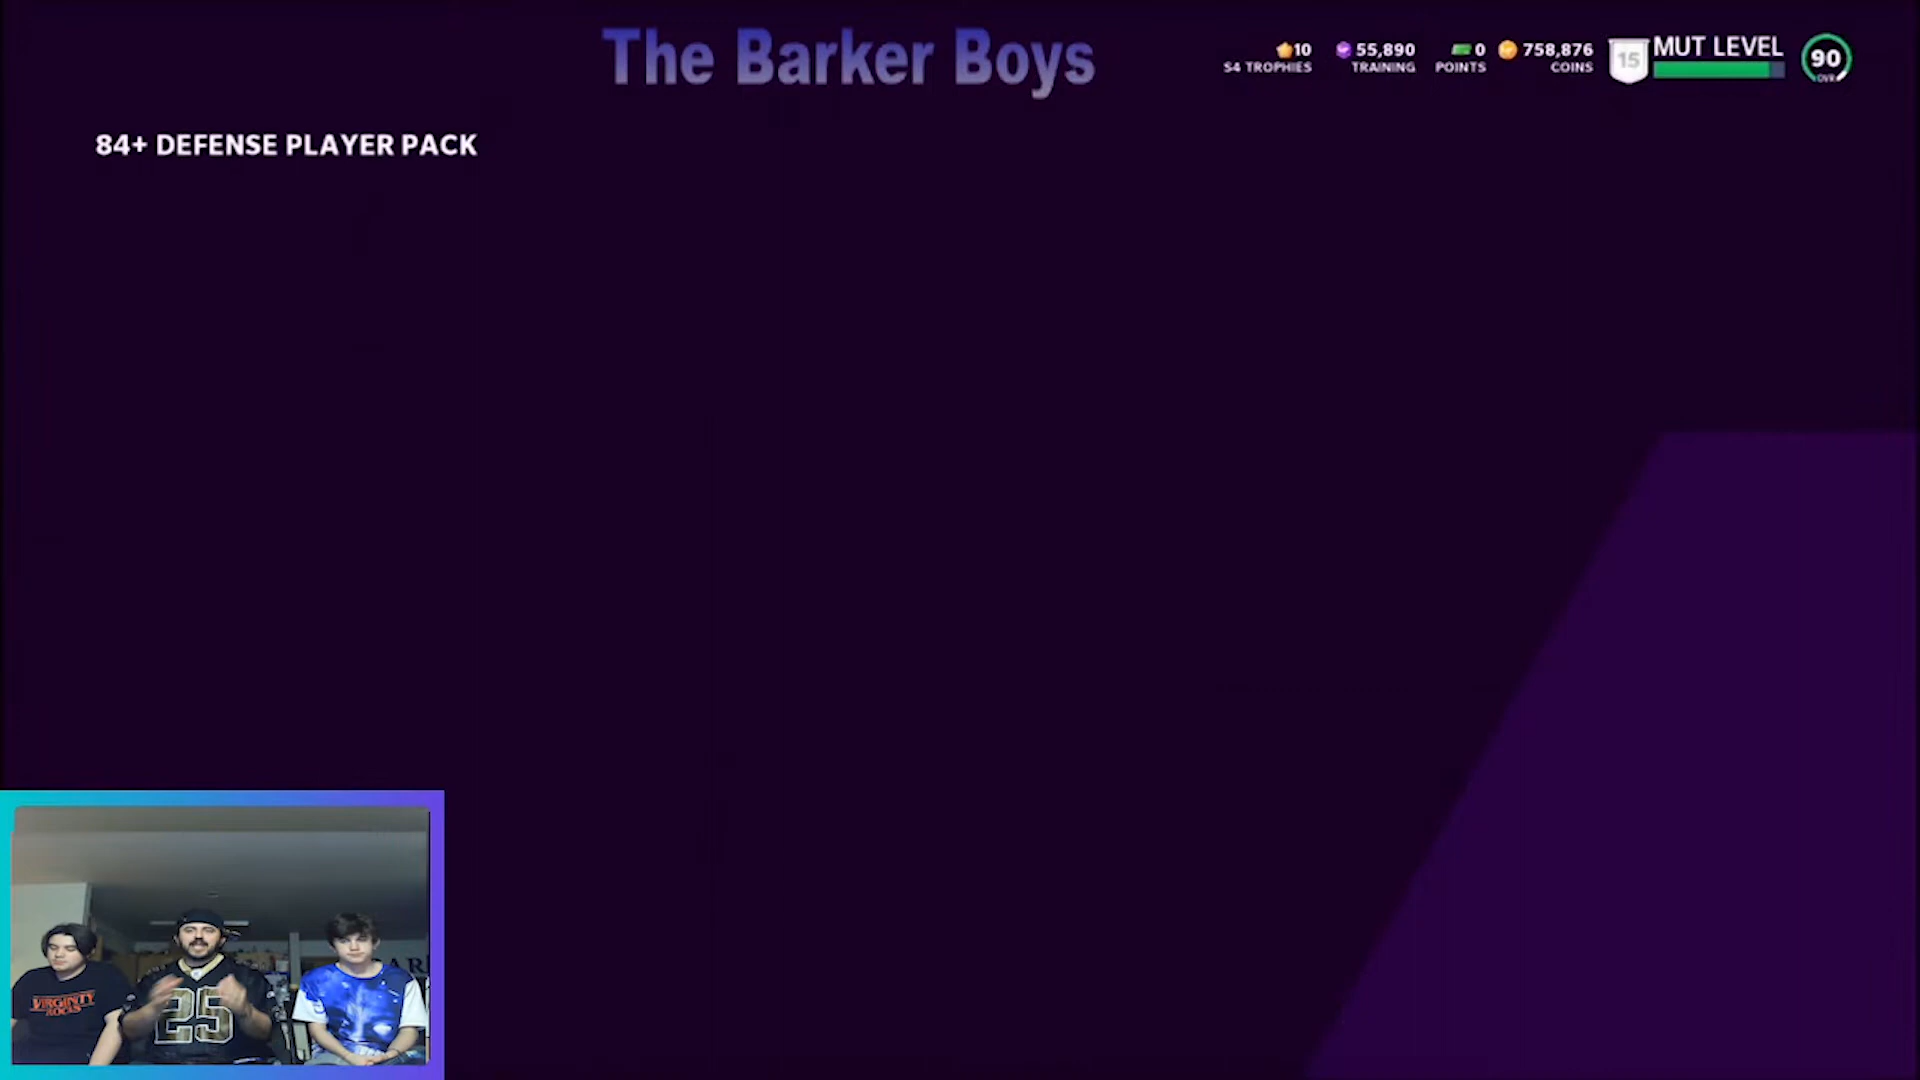 The Barker Boys
10
S4 TROPHIES
55,890
TRAINING
0
POINTS
758,876
COINS
15
MUT LEVEL
90
OVR
84+ DEFENSE PLAYER PACK
VIRGINITY
ROCKS
25